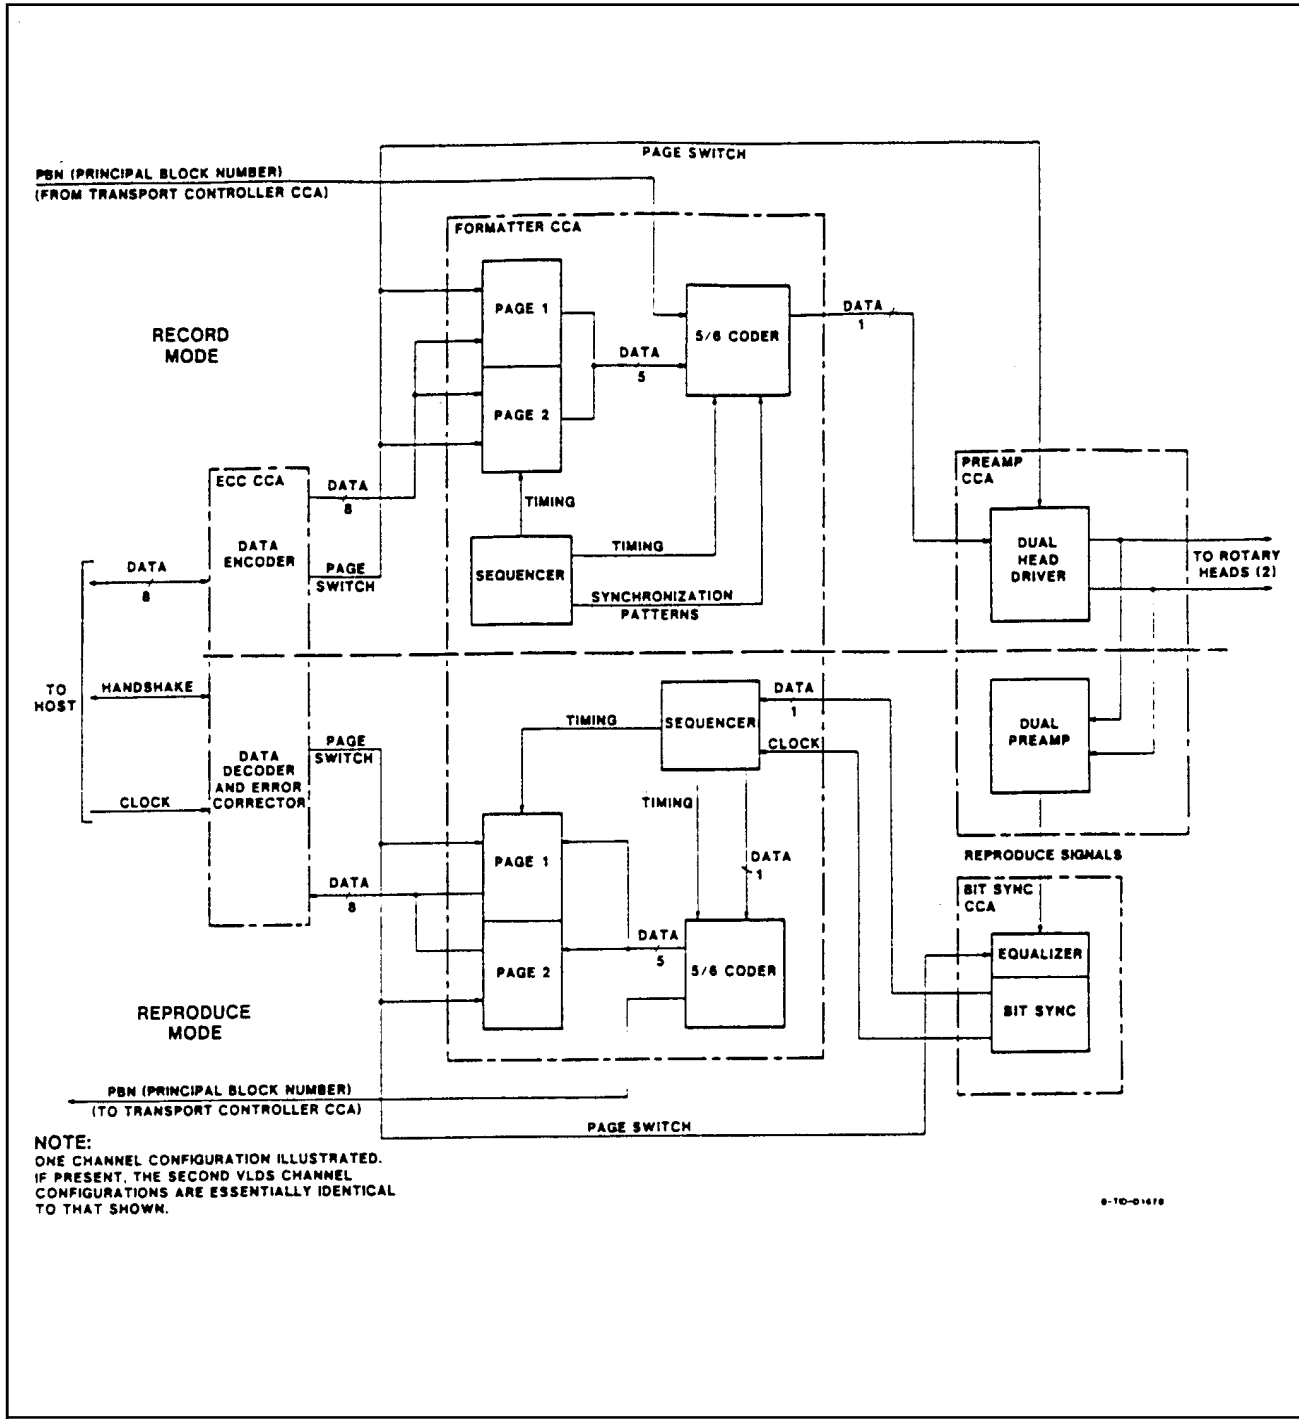 PAGE SWITCH
PBN (PRINCIPAL BLOCK NUMBER)
(FROM TRANSPORT CONTROLLER CCA)
FORMATTER CCA
RECORD
MODE
PAGE 1
PAGE 2
DATA
5
5/6 CODER
DATA
1
ECC CCA
DATA
8
DATA
ENCODER
PAGE
SWITCH
TIMING
SEQUENCER
TIMING
SYNCHRONIZATION
PATTERNS
PREAMP
CCA
DUAL
HEAD
DRIVER
TO ROTARY
HEADS (2)
DATA
8
TO
HOST
HANDSHAKE
CLOCK
DATA
DECODER
AND ERROR
CORRECTOR
PAGE
SWITCH
TIMING
SEQUENCER
DATA
1
CLOCK
DUAL
PREAMP
TIMING
DATA
1
REPRODUCE SIGNALS
PAGE 1
PAGE 2
DATA
8
DATA
5
5/6 CODER
BIT SYNC
CCA
EQUALIZER
BIT SYNC
REPRODUCE
MODE
PBN (PRINCIPAL BLOCK NUMBER)
(TO TRANSPORT CONTROLLER CCA)
PAGE SWITCH
NOTE:
ONE CHANNEL CONFIGURATION ILLUSTRATED.
IF PRESENT, THE SECOND VLDS CHANNEL
CONFIGURATIONS ARE ESSENTIALLY IDENTICAL
TO THAT SHOWN.